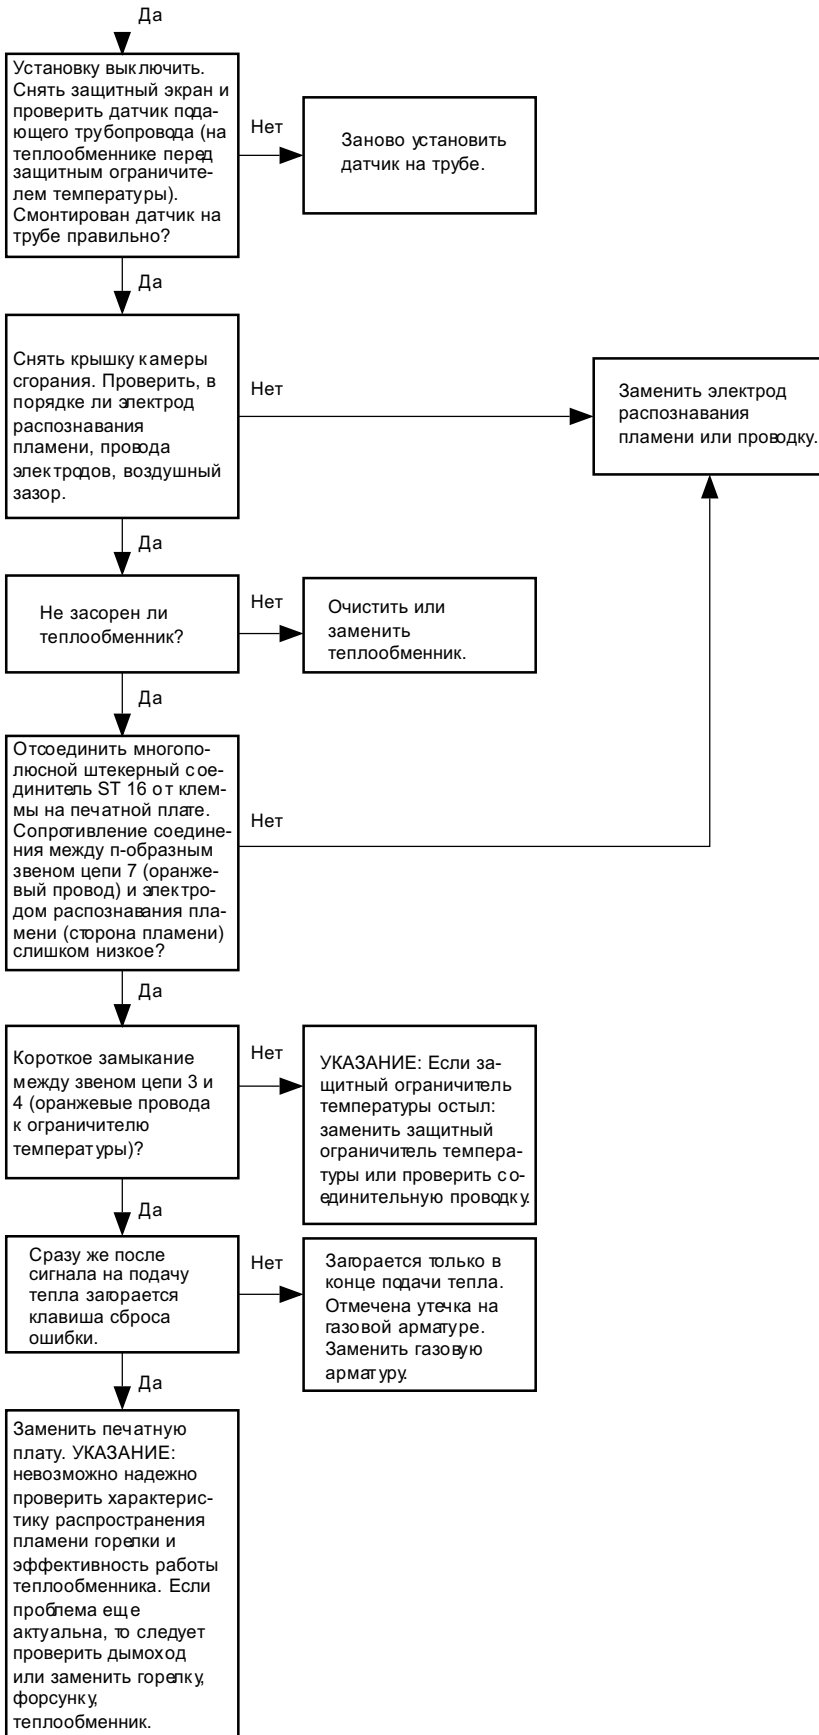 Да
Установку выключить.
Снять защитный экран и
проверить датчик пода-
ющего трубопровода (на
теплообменнике перед
защитным ограничите-
лем температуры).
Смонтирован датчик на
трубе правильно?
Нет
Заново установить
датчик на трубе.
Да
Снять крышку камеры
сгорания. Проверить, в
порядке ли электрод
распознавания
пламени, провода
электродов, воздушный
зазор.
Нет
Заменить электрод
распознавания
пламени или проводку.
Да
Не засорен ли
теплообменник?
Нет
Очистить или
заменить
теплообменник.
Да
Отсоединить многопо-
люсной штекерный сое-
динитель ST 16 от клем-
мы на печатной плате.
Сопротивление соедине-
ния между п-образным
звеном цепи 7 (оранже-
вый провод) и электро-
дом распознавания пла-
мени (сторона пламени)
слишком низкое?
Нет
Да
Короткое замыкание
между звеном цепи 3 и
4 (оранжевые провода
к ограничителю
температуры)?
Нет
УКАЗАНИЕ: Если за-
щитный ограничитель
температуры остыл:
заменить защитный
ограничитель темпера-
туры или проверить со-
единительную проводку.
Да
Сразу же после
сигнала на подачу
тепла загорается
клавиша сброса
ошибки.
Нет
Загорается только в
конце подачи тепла.
Отмечена утечка на
газовой арматуре.
Заменить газовую
арматуру.
Да
Заменить печатную
плату. УКАЗАНИЕ:
невозможно надежно
проверить характерис-
тику распространения
пламени горелки и
эффективность работы
теплообменника. Если
проблема еще
актуальна, то следует
проверить дымоход
или заменить горелку,
форсунку,
теплообменник.